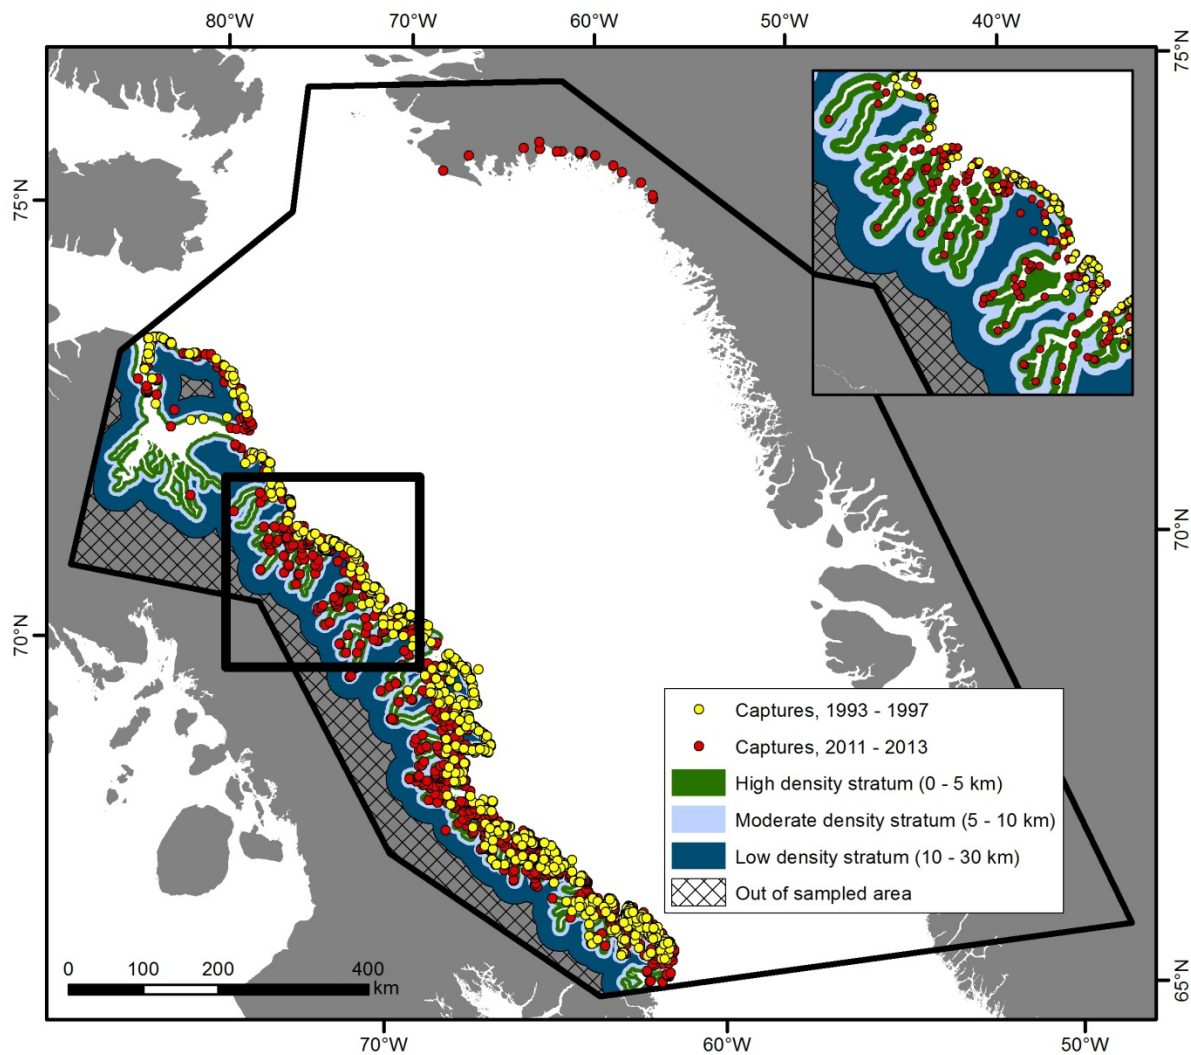 80°W 70°W 60°W 50°W 40°W
75°N
75°N
70°N
70°N
Captures, 1993 - 1997
Captures, 2011 - 2013
High density stratum (0 - 5 km)
Moderate density stratum (5 - 10 km)
Low density stratum (10 - 30 km)
Out of sampled area
0 100 200 400
km
65°N
70°W 60°W 50°W